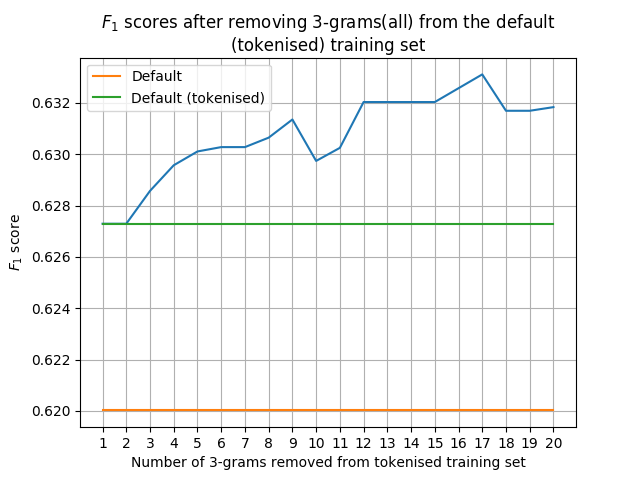 F1 scores after removing 3-grams(all) from the default
(tokenised) training set
Default
Default (tokenised)
0.632
0.630
0.628
0.626
0.624
0.622
0.620
F1 score
1 2 3 4 5 6 7 8 9 10 11 12 13 14 15 16 17 18 19 20
Number of 3-grams removed from tokenised training set